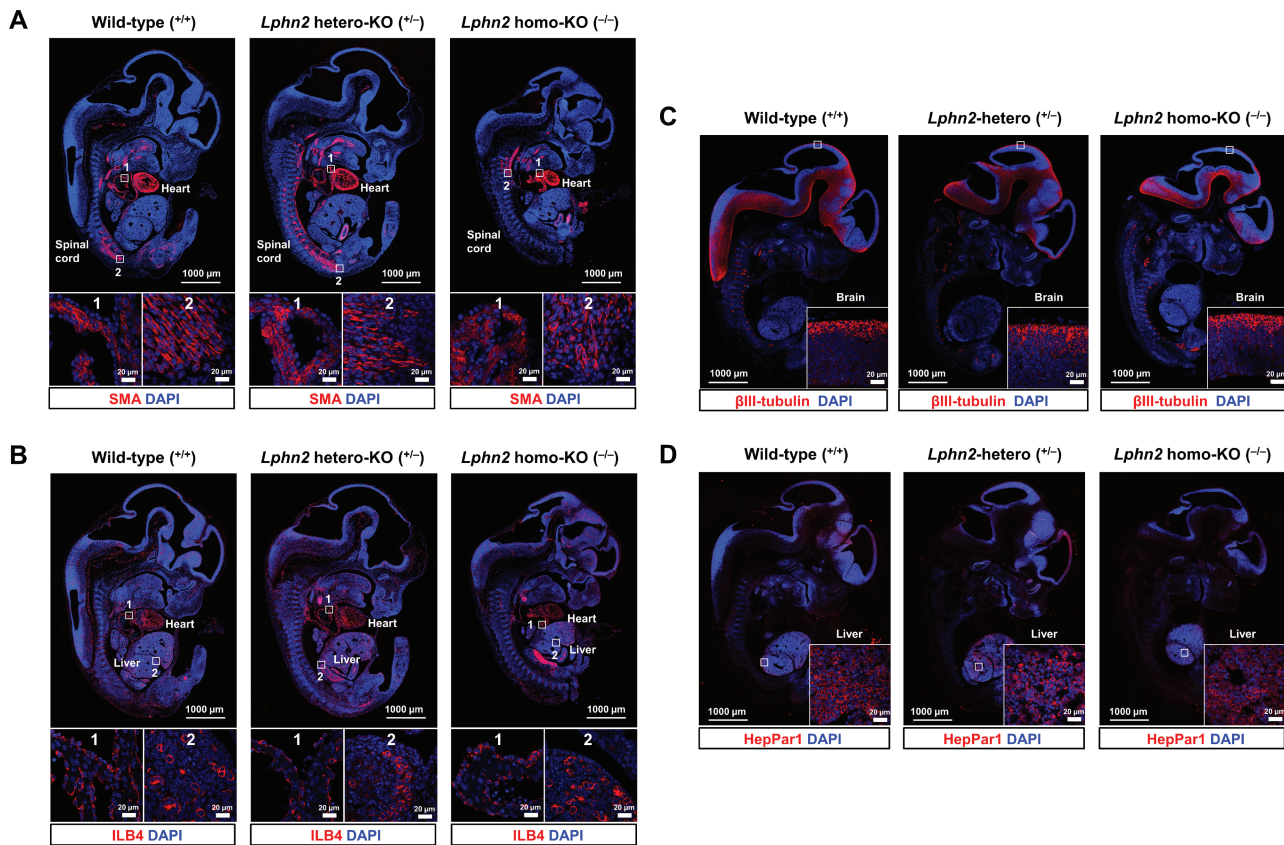 A
Wild-type (+/+)
Lphn2 hetero-KO (+/–)
Lphn2 homo-KO (–/–)
1
Heart
Spinal
cord
2
1000 µm
1
Heart
Spinal
cord
2
1000 µm
1
2
Heart
Spinal
cord
1000 µm
1
20 µm
2
20 µm
1
20 µm
2
20 µm
1
20 µm
2
20 µm
SMA DAPI
SMA DAPI
SMA DAPI
B
Wild-type (+/+)
Lphn2 hetero-KO (+/–)
Lphn2 homo-KO (–/–)
1
Heart
Liver
2
1000 µm
1
Heart
Liver
2
1000 µm
Heart
1
2
Liver
1000 µm
1
20 µm
2
20 µm
1
20 µm
2
20 µm
1
20 µm
2
20 µm
ILB4 DAPI
ILB4 DAPI
ILB4 DAPI
C
Wild-type (+/+)
Lphn2-hetero (+/–)
Lphn2 homo-KO (–/–)
Brain
1000 µm
20 µm
Brain
1000 µm
20 µm
Brain
1000 µm
20 µm
βIII-tubulin DAPI
βIII-tubulin DAPI
βIII-tubulin DAPI
D
Wild-type (+/+)
Lphn2-hetero (+/–)
Lphn2 homo-KO (–/–)
Liver
1000 µm
20 µm
Liver
1000 µm
20 µm
Liver
1000 µm
20 µm
HepPar1 DAPI
HepPar1 DAPI
HepPar1 DAPI